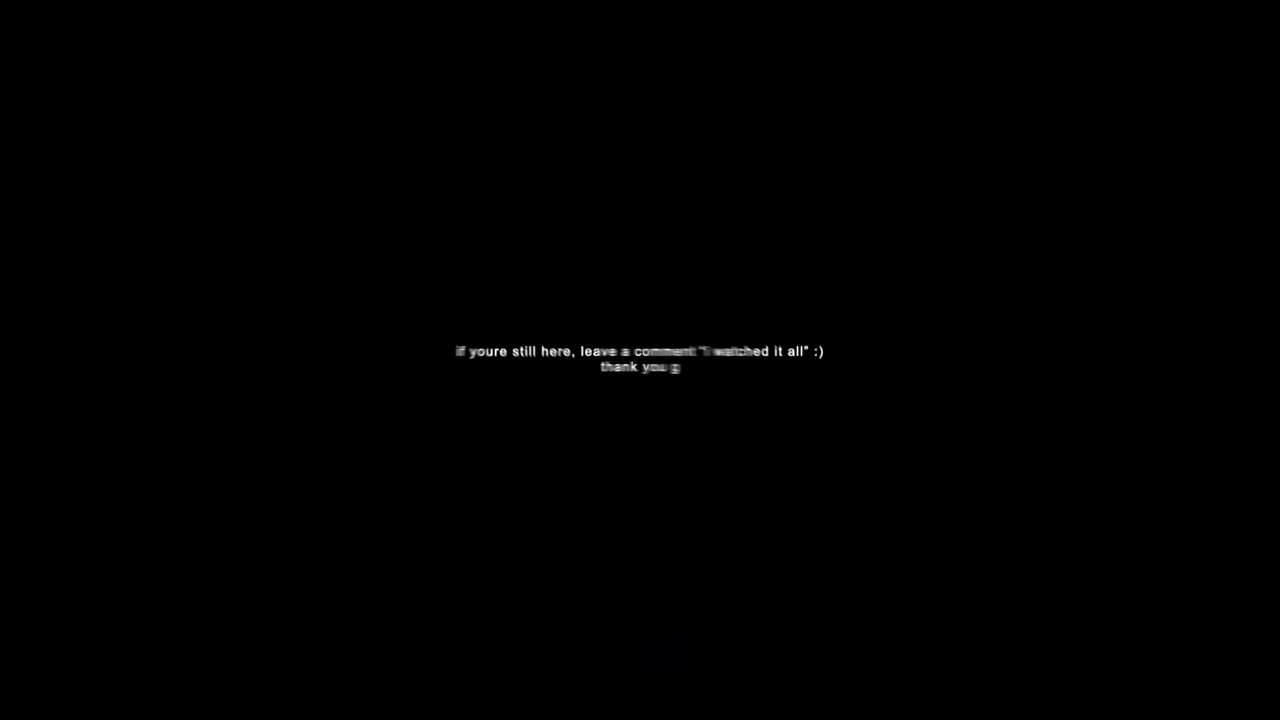 if youre still here, leave a comment "i watched it all" :)
thank you g